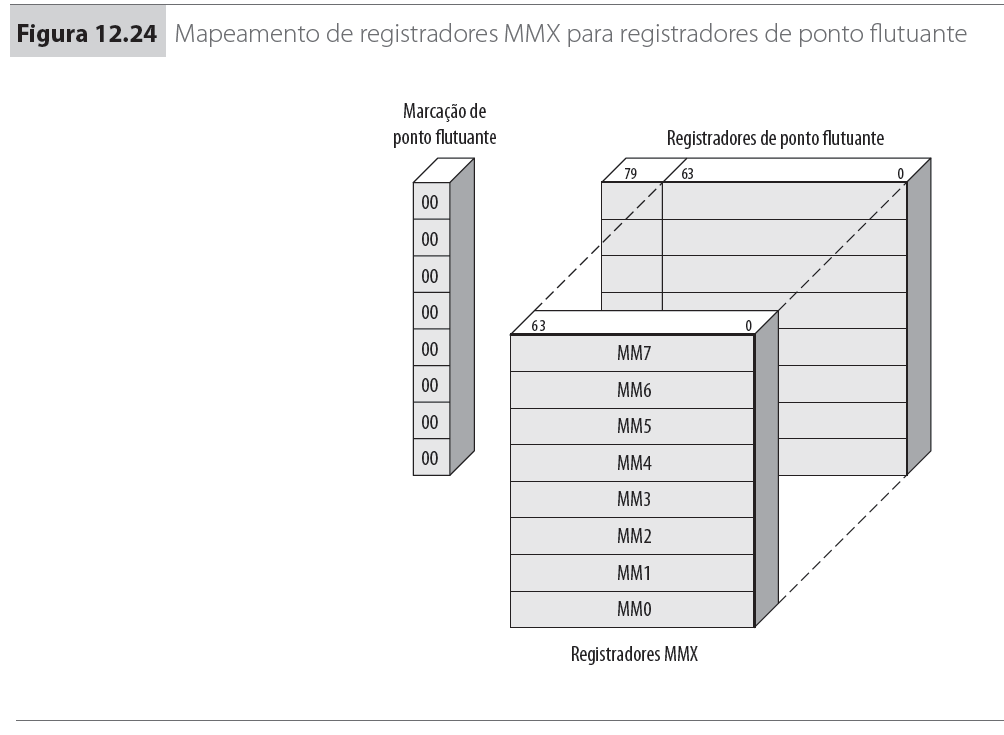 Figura 12.24 Mapeamento de registradores MMX para registradores de ponto flutuante
Marcação de
ponto flutuante
Registradores de ponto flutuante
79 63 0
00
00
00
00
00
00
00
00
63 0
MM7
MM6
MM5
MM4
MM3
MM2
MM1
MM0
Registradores MMX